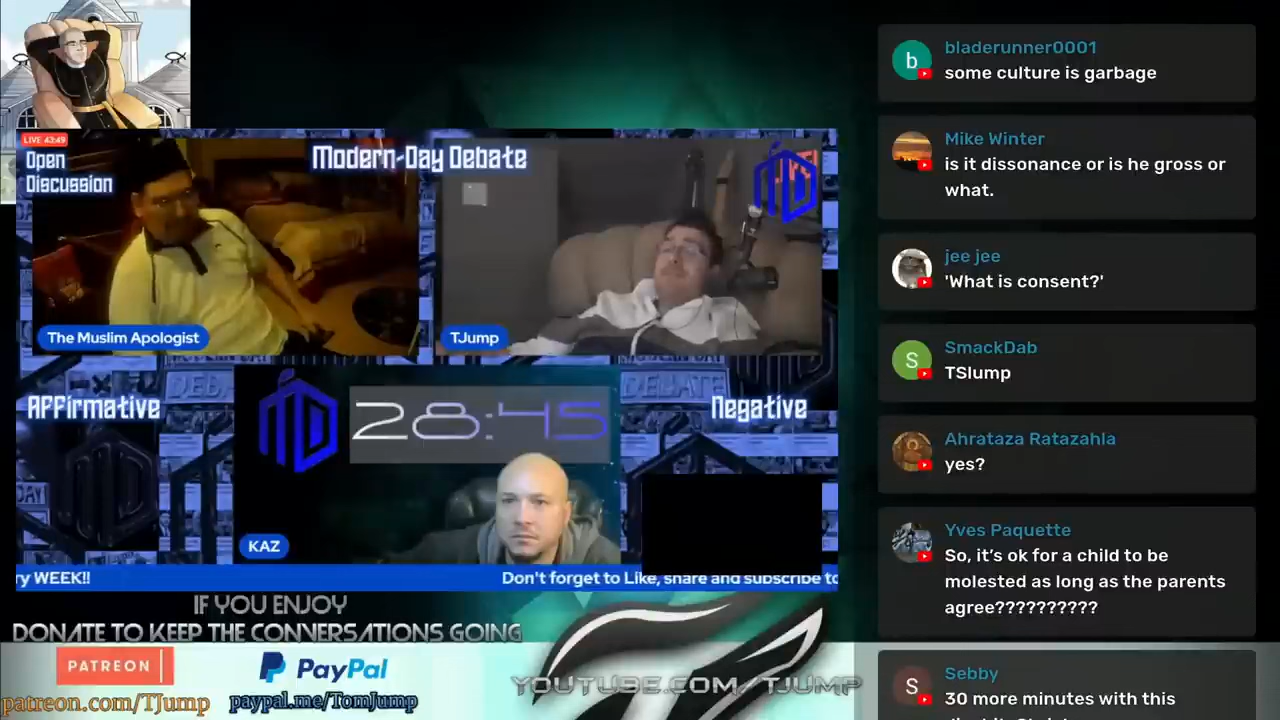 LIVE 43:49
Open
Discussion
Modern-Day Debate
The Muslim Apologist
TJump
Affirmative
28:45
Negative
KAZ
ry WEEK!!
Don't forget to Like, share and subscribe to
IF YOU ENJOY
DONATE TO KEEP THE CONVERSATIONS GOING
PATREON
PayPal
patreon.com/TJump
paypal.me/TomJump
YOUTUBE.COM/TJUMP
b
bladerunner0001
some culture is garbage
Mike Winter
is it dissonance or is he gross or
what.
jee jee
'What is consent?'
S
SmackDab
TSlump
Ahrataza Ratazahla
yes?
Yves Paquette
So, it’s ok for a child to be
molested as long as the parents
agree??????????
S
Sebby
30 more minutes with this